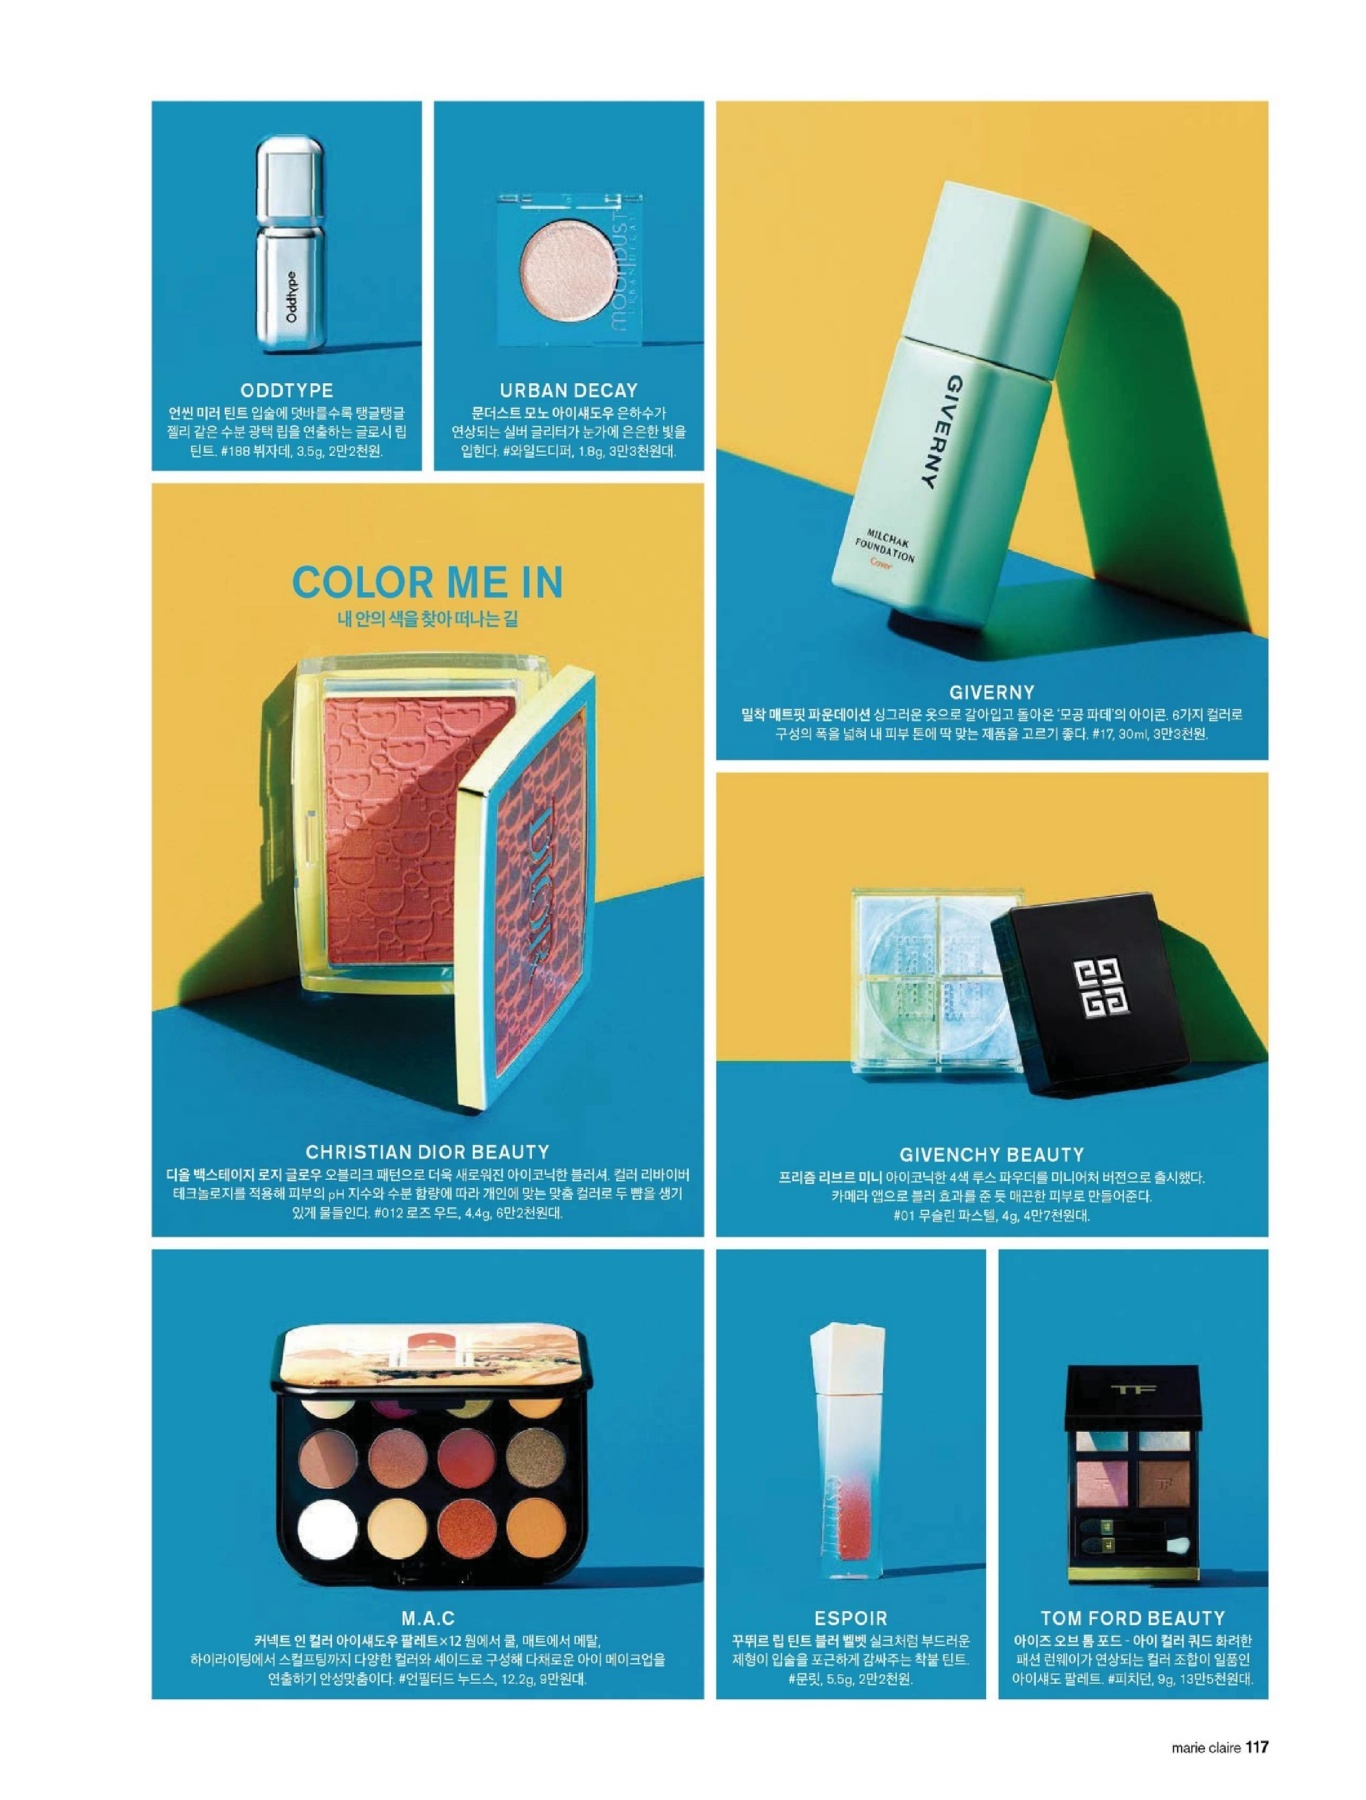 Oddtype
ODDTYPE
언씬 미러 틴트 입술에 덧바를수록 탱글탱글
젤리 같은 수분 광택 립을 연출하는 글로시 립
틴트. #188 뷔자데, 3.5g, 2만2천원.
moondust
URBAN DECAY
URBAN DECAY
문더스트 모노 아이섀도우 은하수가
연상되는 실버 글리터가 눈가에 은은한 빛을
입힌다. #와일드디퍼, 1.8g, 3만3천원대.
GIVERNY
MILCHAK
FOUNDATION
Cover
GIVERNY
밀착 매트핏 파운데이션 싱그러운 옷으로 갈아입고 돌아온 '모공 파데'의 아이콘. 6가지 컬러로
구성의 폭을 넓혀 내 피부 톤에 딱 맞는 제품을 고르기 좋다. #17, 30ml, 3만3천원.
COLOR ME IN
내 안의 색을 찾아 떠나는 길
DIOR
CHRISTIAN DIOR BEAUTY
디올 백스테이지 로지 글로우 오블리크 패턴으로 더욱 새로워진 아이코닉한 블러셔. 컬러 리바이버
테크놀로지를 적용해 피부의 pH 지수와 수분 함량에 따라 개인에 맞는 맞춤 컬러로 두 뺨을 생기
있게 물들인다. #012 로즈 우드, 4.4g, 6만2천원대.
GIVENCHY BEAUTY
프리즘 리브르 미니 아이코닉한 4색 루스 파우더를 미니어처 버전으로 출시했다.
카메라 앱으로 블러 효과를 준 듯 매끈한 피부로 만들어준다.
#01 무슬린 파스텔, 4g, 4만7천원대.
M.A.C
커넥트 인 컬러 아이섀도우 팔레트×12 웜에서 쿨, 매트에서 메탈,
하이라이팅에서 스컬프팅까지 다양한 컬러와 셰이드로 구성해 다채로운 아이 메이크업을
연출하기 안성맞춤이다. #언필터드 누드스, 12.2g, 9만원대.
espoir
ESPOIR
꾸뛰르 립 틴트 블러 벨벳 실크처럼 부드러운
제형이 입술을 포근하게 감싸주는 착붙 틴트.
#문릿, 5.5g, 2만2천원.
TF
TF
TOM FORD BEAUTY
아이즈 오브 톰 포드 - 아이 컬러 쿼드 화려한
패션 런웨이가 연상되는 컬러 조합이 일품인
아이섀도 팔레트. #피치던, 9g, 13만5천원대.
marie claire 117